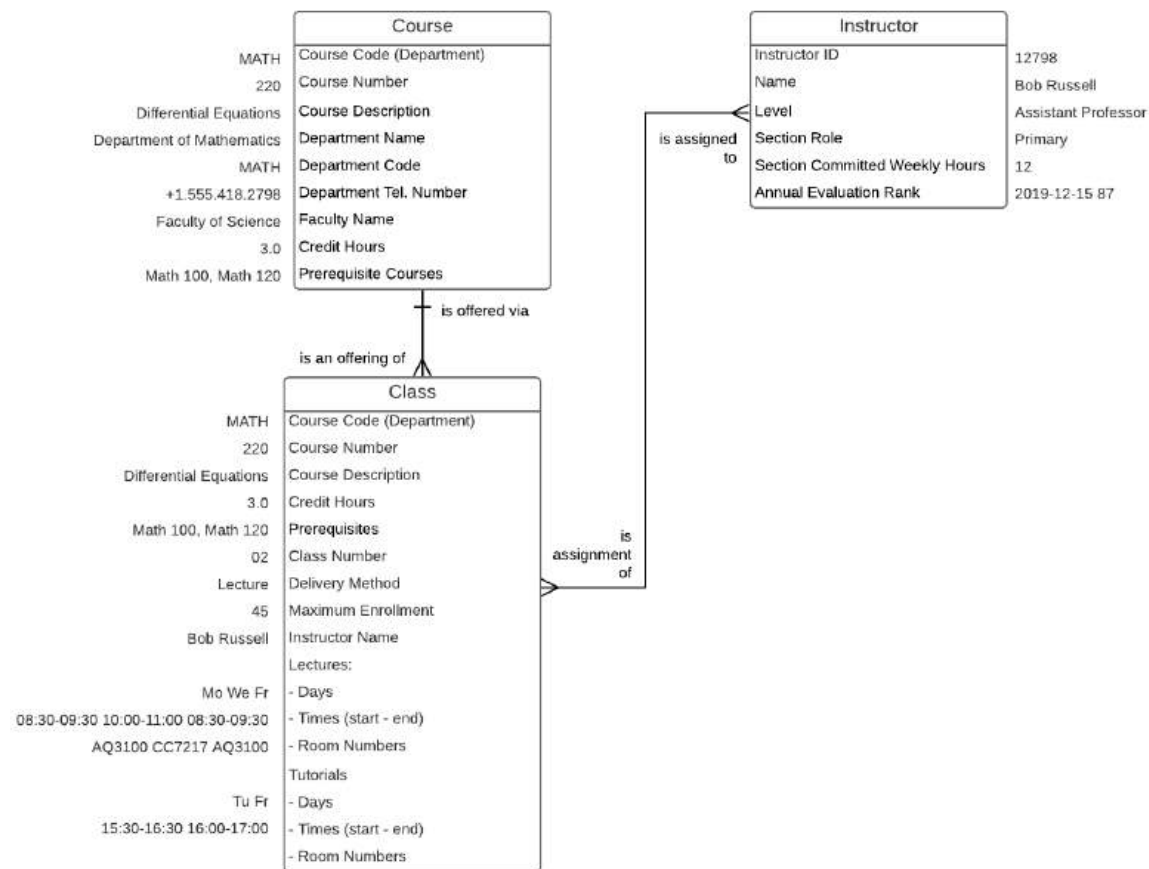 Course
MATH Course Code (Department)
220 Course Number
Differential Equations Course Description
Department of Mathematics Department Name
MATH Department Code
+1.555.418.2798 Department Tel. Number
Faculty of Science Faculty Name
3.0 Credit Hours
Math 100, Math 120 Prerequisite Courses
Instructor
Instructor ID 12798
Name Bob Russell
Level Assistant Professor
Section Role Primary
Section Committed Weekly Hours 12
Annual Evaluation Rank 2019-12-15 87
is assigned
to
is offered via
is an offering of
Class
MATH Course Code (Department)
220 Course Number
Differential Equations Course Description
3.0 Credit Hours
Math 100, Math 120 Prerequisites
02 Class Number
Lecture Delivery Method
45 Maximum Enrollment
Bob Russell Instructor Name
Lectures:
Mo We Fr - Days
08:30-09:30 10:00-11:00 08:30-09:30 - Times (start - end)
AQ3100 CC7217 AQ3100 - Room Numbers
Tutorials
Tu Fr - Days
15:30-16:30 16:00-17:00 - Times (start - end)
- Room Numbers
is
assignment
of